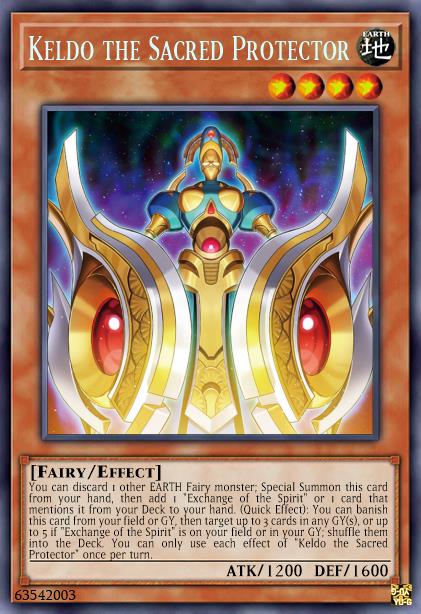 KELDO THE SACRED PROTECTOR
EARTH
地
[FAIRY/EFFECT]
You can discard 1 other EARTH Fairy monster; Special Summon this card
from your hand, then add 1 "Exchange of the Spirit" or 1 card that
mentions it from your Deck to your hand. (Quick Effect): You can banish
this card from your field or GY, then target up to 3 cards in any GY(s), or up
to 5 if "Exchange of the Spirit" is on your field or in your GY; shuffle them
into the Deck. You can only use each effect of "Keldo the Sacred
Protector" once per turn.
ATK/1200 DEF/1600
63542003